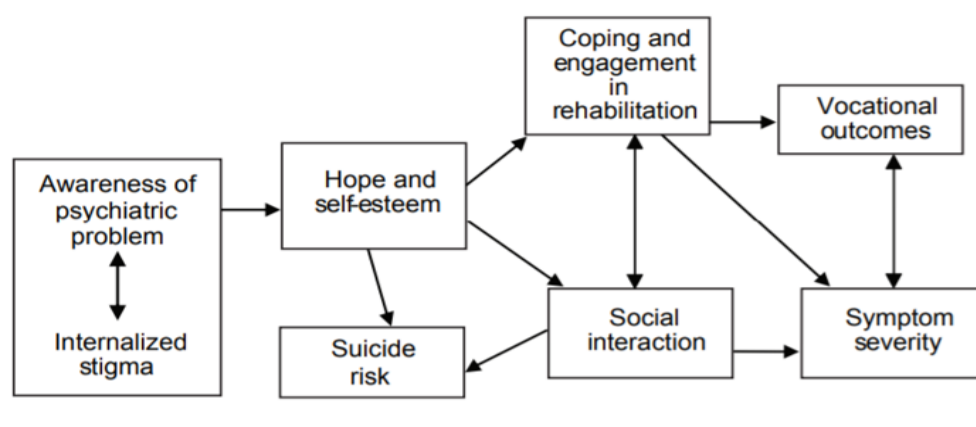 Coping and
engagement
in
rehabilitation
Vocational
outcomes
Awareness of
psychiatric
problem
Hope and
self-esteem
Internalized
stigma
Suicide
risk
Social
interaction
Symptom
severity